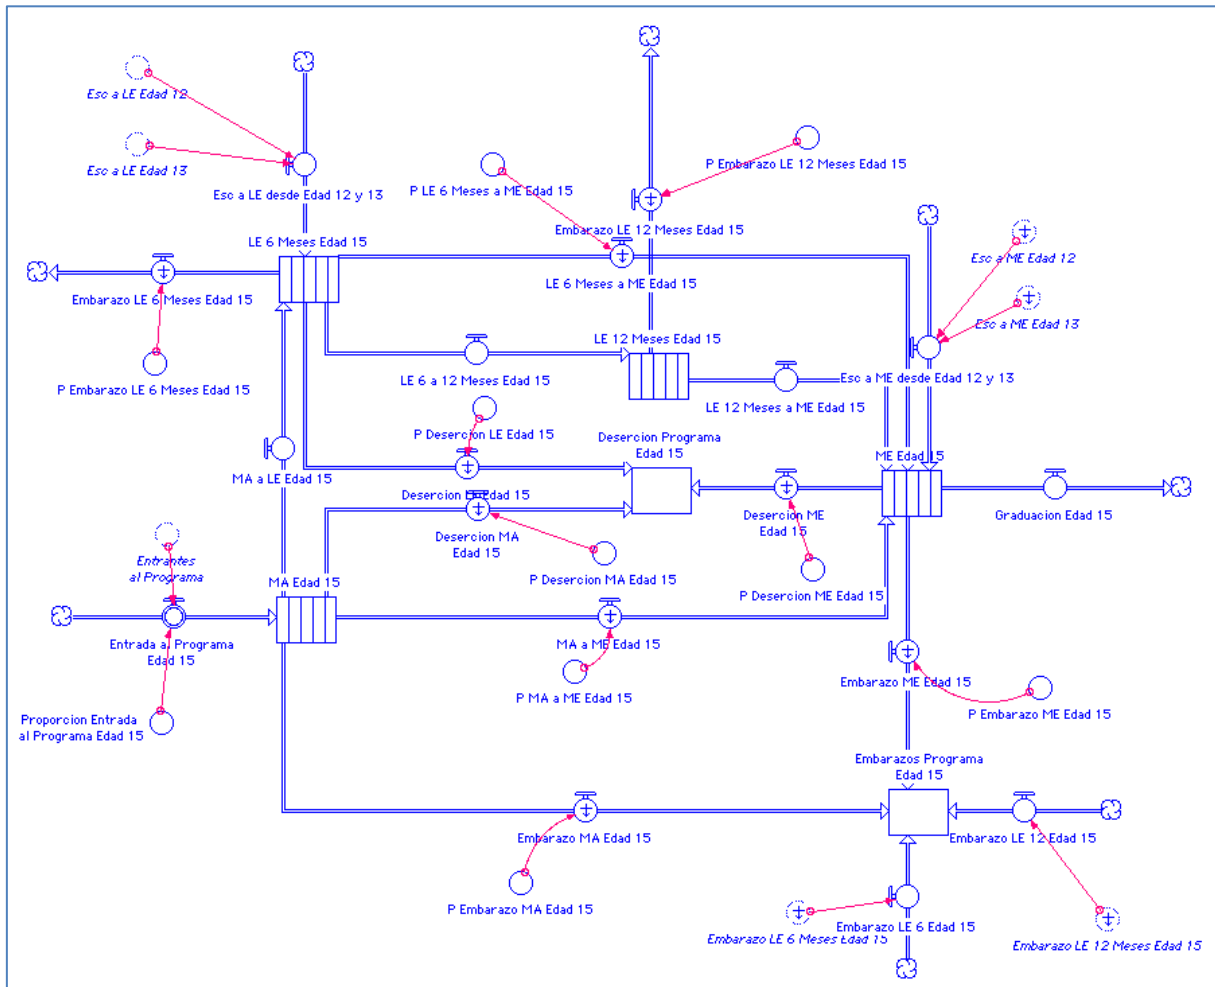 Esc a LE Edad 12
Esc a LE Edad 13
Esc a LE desde Edad 12 y 13
P LE 6 Meses a ME Edad 15
P Embarazo LE 12 Meses Edad 15
Embarazo LE 12 Meses Edad 15
LE 6 Meses Edad 15
Esc a ME Edad 12
LE 6 Meses a ME Edad 15
Embarazo LE 6 Meses Edad 15
Esc a ME Edad 13
LE 12 Meses Edad 15
P Embarazo LE 6 Meses Edad 15
LE 6 a 12 Meses Edad 15
Esc a ME desde Edad 12 y 13
LE 12 Meses a ME Edad 15
P Desercion LE Edad 15
Desercion Programa
Edad 15
ME Edad 15
MA a LE Edad 15
Desercion LE Edad 15
Desercion ME
Edad 15
Graduacion Edad 15
Desercion MA
Edad 15
Entrantes
al Programa
MA Edad 15
P Desercion MA Edad 15
P Desercion ME Edad 15
Entrada al Programa
Edad 15
MA a ME Edad 15
P MA a ME Edad 15
Embarazo ME Edad 15
P Embarazo ME Edad 15
Proporcion Entrada
al Programa Edad 15
Embarazos Programa
Edad 15
Embarazo MA Edad 15
Embarazo LE 12 Edad 15
P Embarazo MA Edad 15
Embarazo LE 6 Meses Edad 15
Embarazo LE 6 Edad 15
Embarazo LE 12 Meses Edad 15